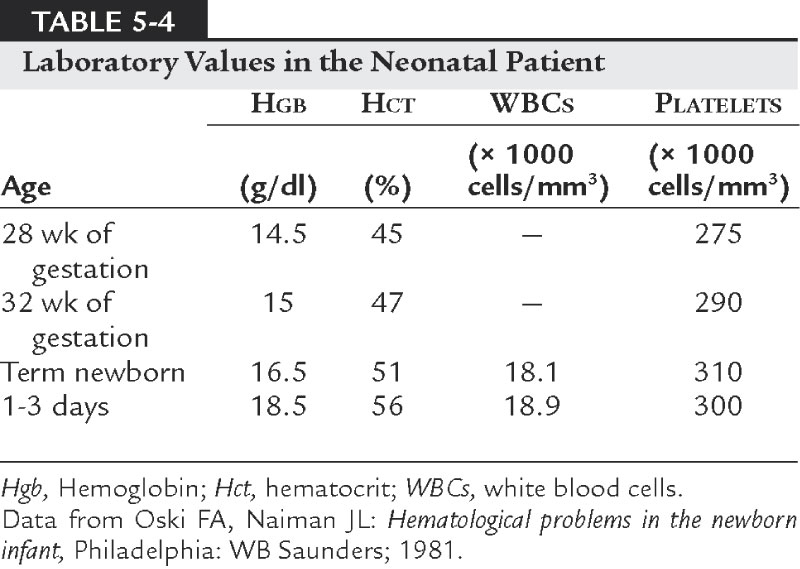 TABLE 5-4
Laboratory Values in the Neonatal Patient
HGB HCT WBCS PLATELETS
(× 1000 (× 1000
Age (g/dl) (%) cells/mm³) cells/mm³)
28 wk of 14.5 45 — 275
gestation
32 wk of 15 47 — 290
gestation
Term newborn 16.5 51 18.1 310
1-3 days 18.5 56 18.9 300
Hgb, Hemoglobin; Hct, hematocrit; WBCs, white blood cells.
Data from Oski FA, Naiman JL: Hematological problems in the newborn
infant, Philadelphia: WB Saunders; 1981.